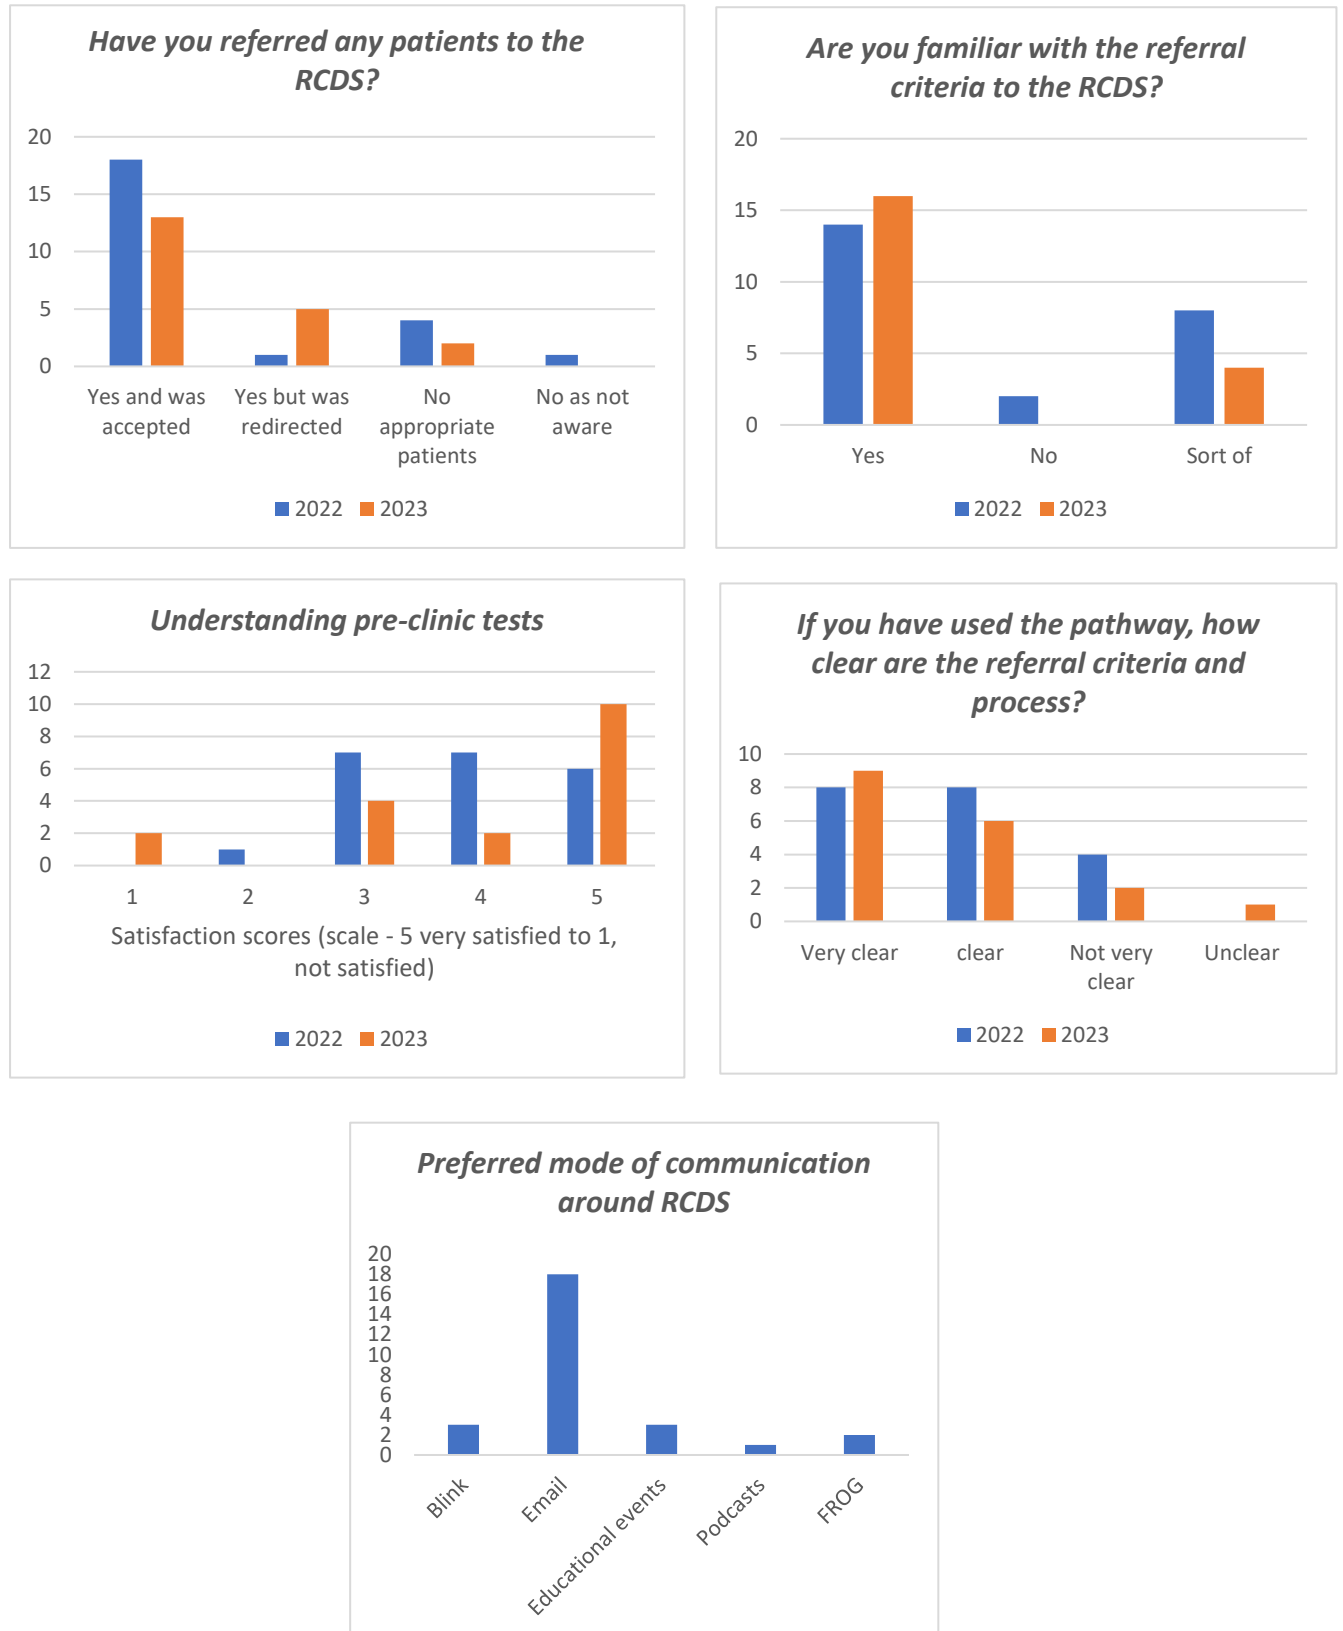 Have you referred any patients to the
RCDS?
20
15
10
5
0
Yes and was
accepted
Yes but was
redirected
No
appropriate
patients
No as not
aware
2022 2023
Are you familiar with the referral
criteria to the RCDS?
20
15
10
5
0
Yes No Sort of
2022 2023
Understanding pre-clinic tests
12
10
8
6
4
2
0
1 2 3 4 5
Satisfaction scores (scale - 5 very satisfied to 1,
not satisfied)
2022 2023
If you have used the pathway, how
clear are the referral criteria and
process?
10
8
6
4
2
0
Very clear
clear
Not very
clear
Unclear
2022 2023
Preferred mode of communication
around RCDS
20
18
16
14
12
10
8
6
4
2
0
Blink
Email
Educational events
Podcasts
FROG